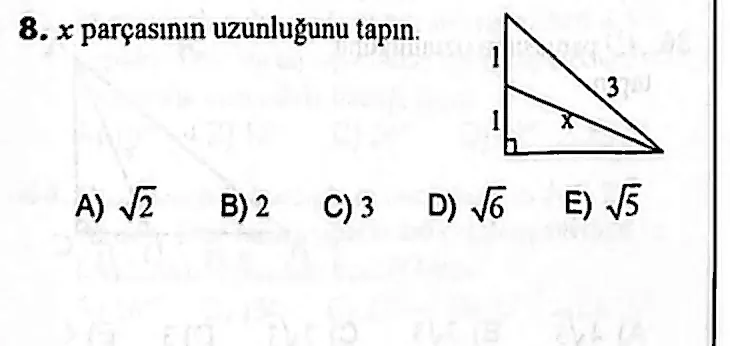 8. x parçasının uzunluğunu tapın.
1
3
1
x
A) √2 B) 2 C) 3 D) √6 E) √5